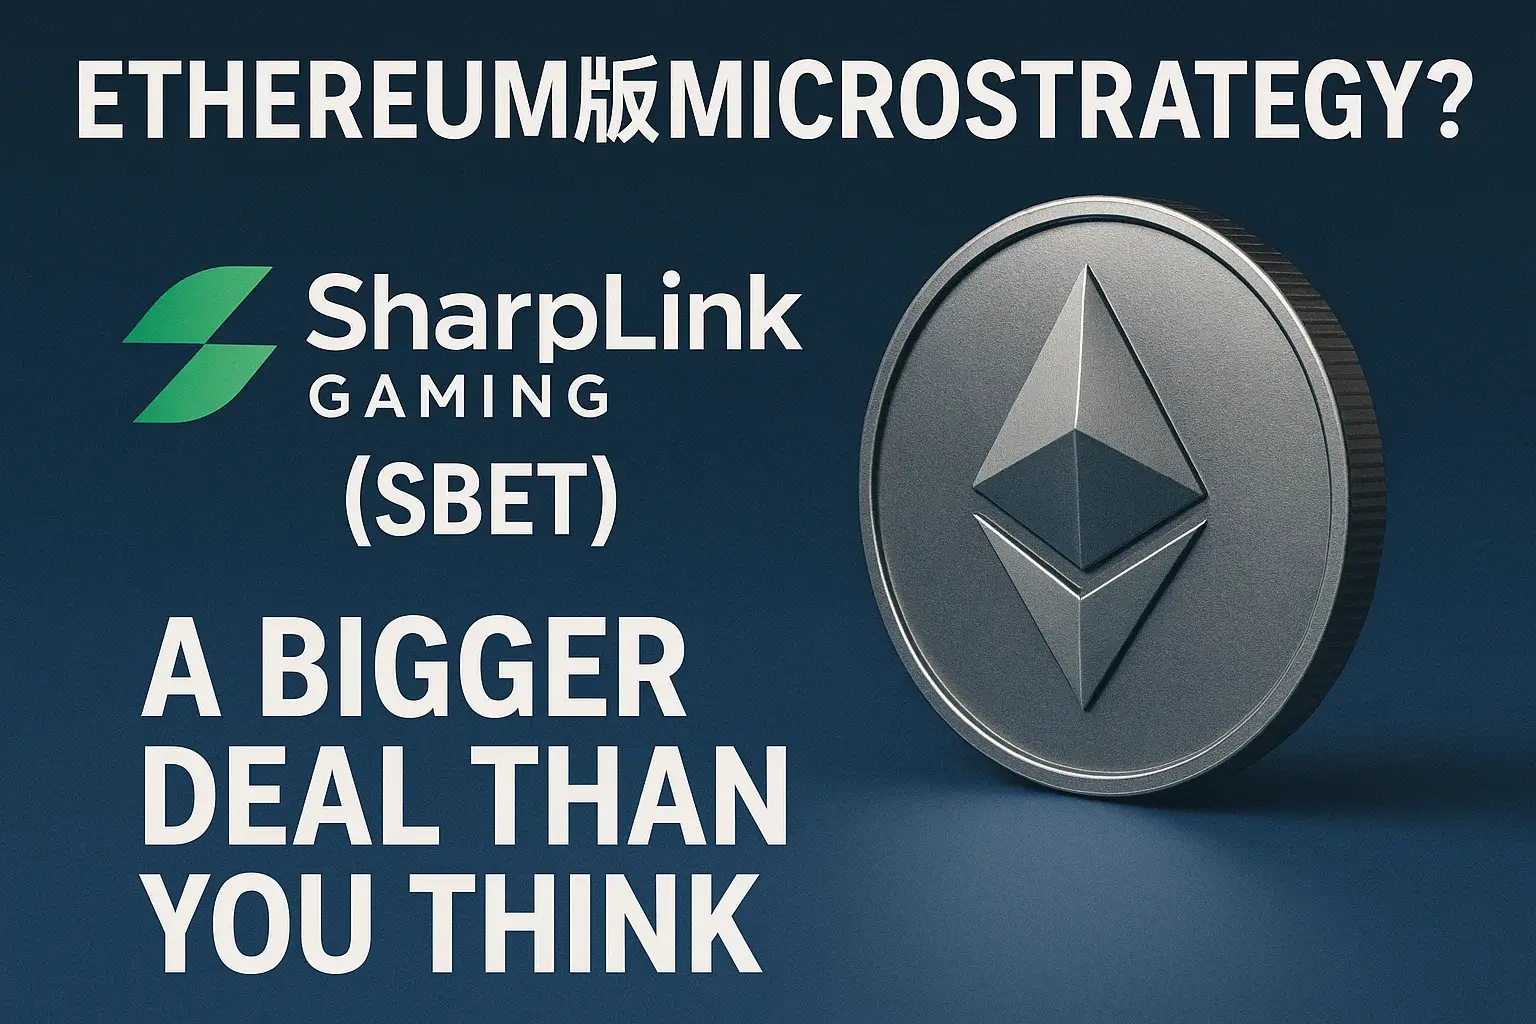 ETHEREUM版MICROSTRATEGY?
SharpLink
GAMING
(SBET)
A BIGGER
DEAL THAN
YOU THINK